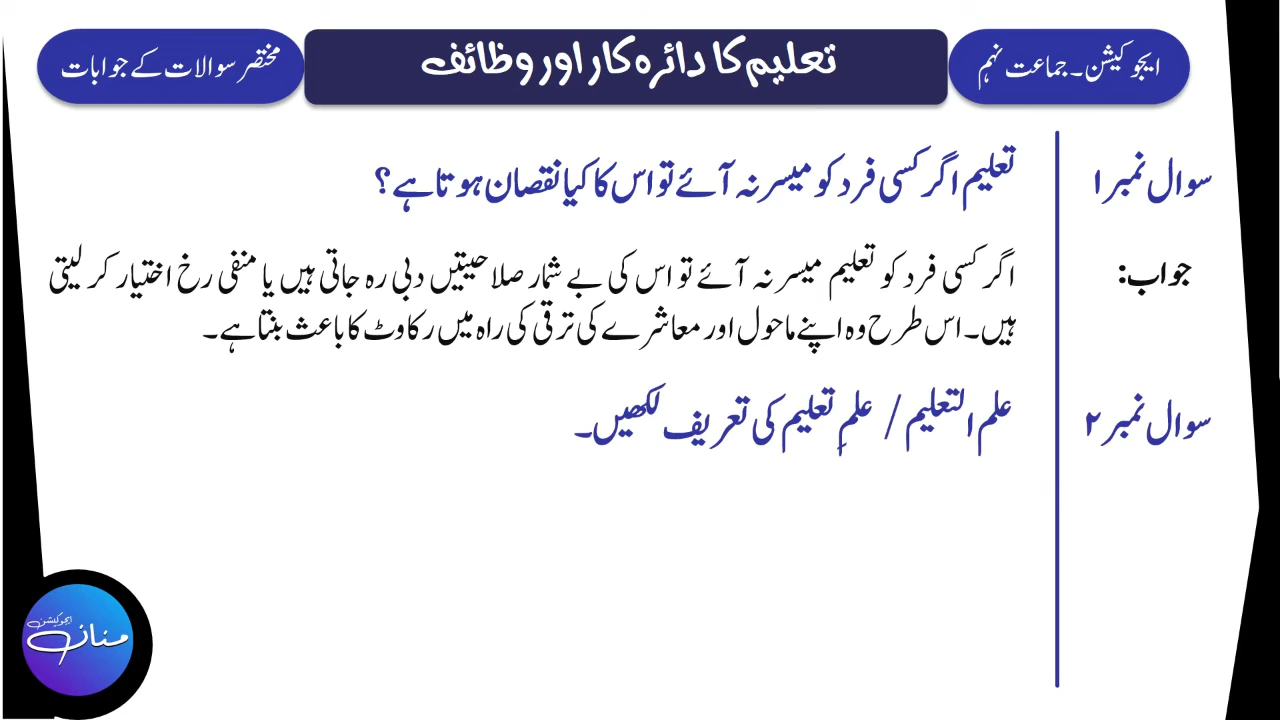 ایجوکیشن۔ جماعت نہم
تعلیم کا دائرہ کار اور وظائف
مختصر سوالات کے جوابات
سوال نمبر ۱
تعلیم اگر کسی فرد کو میسر نہ آئے تو اس کا کیا نقصان ہوتا ہے؟
جواب:
اگر کسی فرد کو تعلیم میسر نہ آئے تو اس کی بے شمار صلاحیتیں دبی رہ جاتی ہیں یا منفی رخ اختیار کر لیتی
ہیں۔ اس طرح وہ اپنے ماحول اور معاشرے کی ترقی کی راہ میں رکاوٹ کا باعث بنتا ہے۔
سوال نمبر ۲
علم التعلیم / علمِ تعلیم کی تعریف لکھیں۔
ایجوکیشن
منان